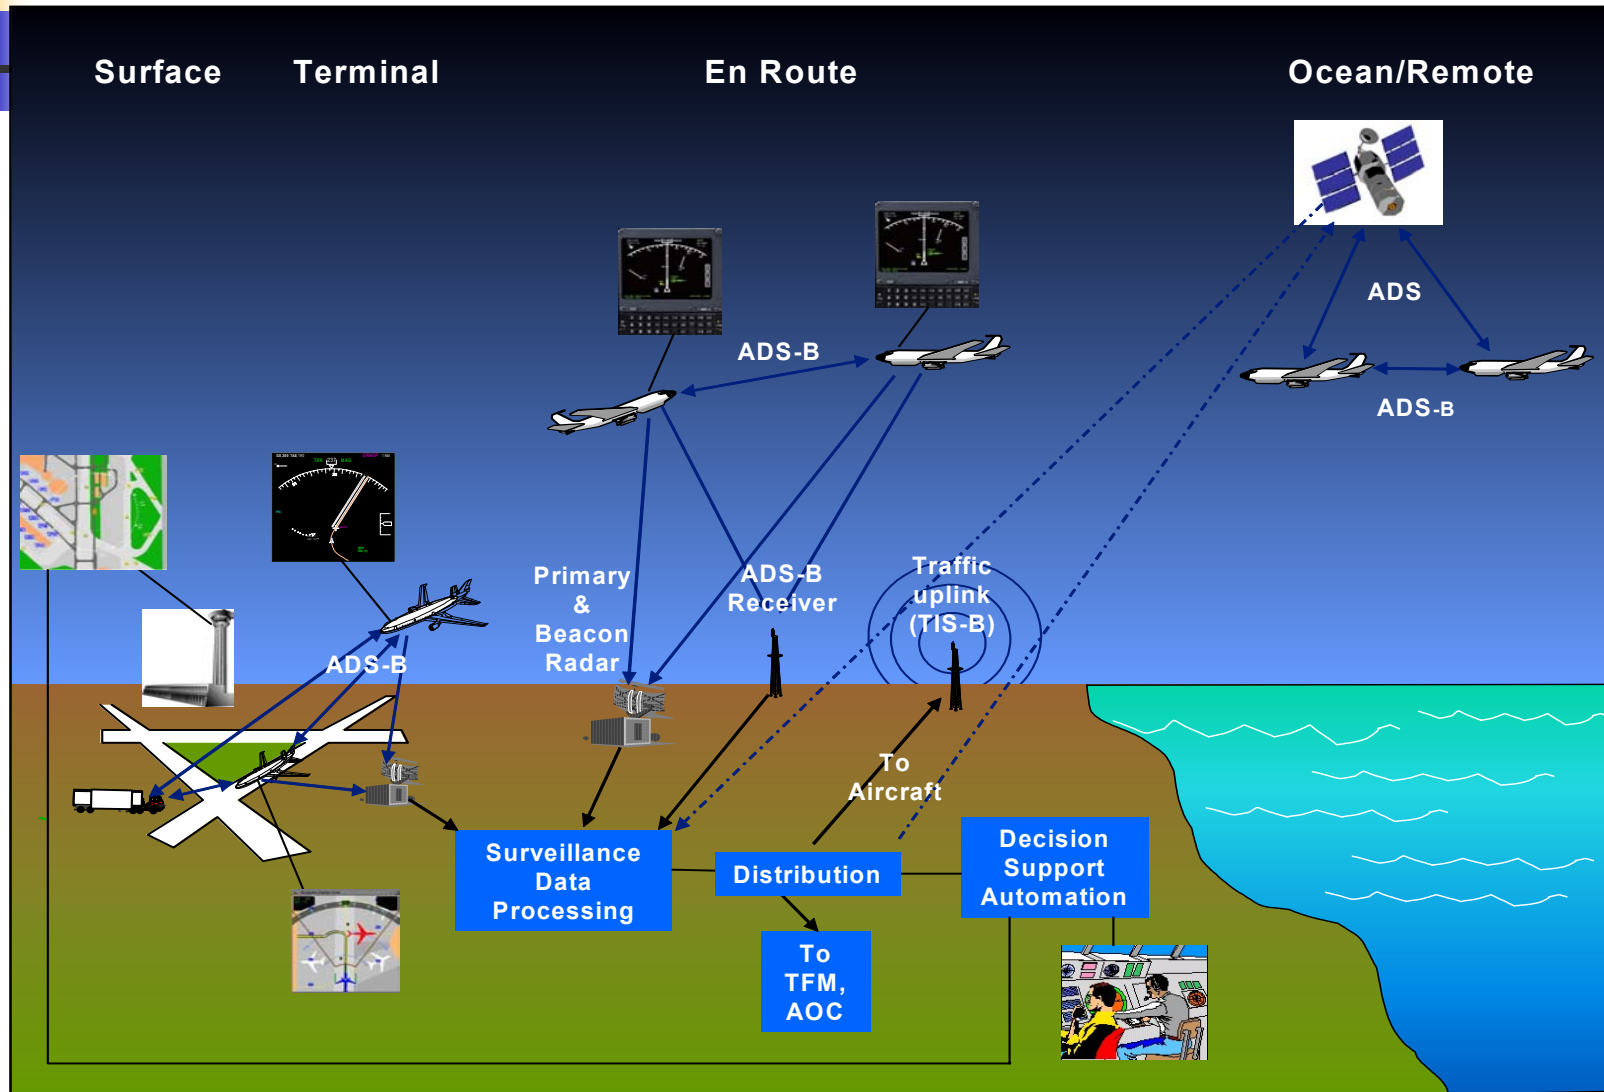 Surface
Terminal
En Route
Ocean/Remote
ADS
ADS-B
ADS-B
Primary
&
Beacon
Radar
ADS-B
Receiver
Traffic
uplink
(TIS-B)
ADS-B
To
Aircraft
Surveillance
Data
Processing
Distribution
Decision
Support
Automation
To
TFM,
AOC